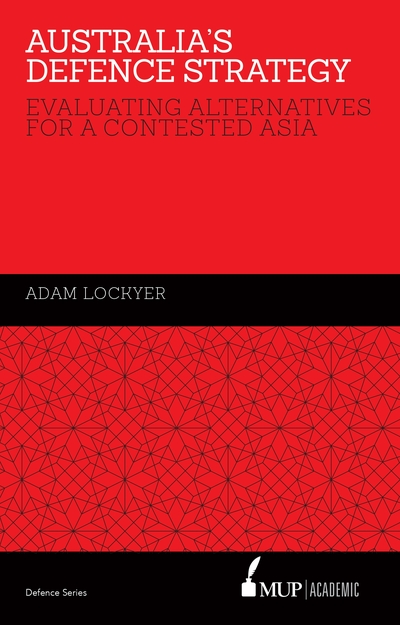 AUSTRALIA'S
DEFENCE STRATEGY
EVALUATING ALTERNATIVES
FOR A CONTESTED ASIA
ADAM LOCKYER
Defence Series
MUP | ACADEMIC